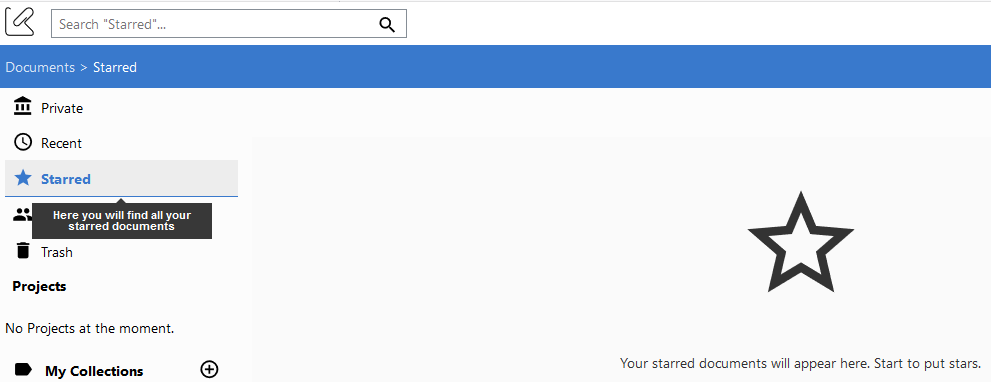 Search "Starred"...
Documents > Starred
Private
Recent
Starred
Here you will find all your
starred documents
Trash
Projects
No Projects at the moment.
My Collections
Your starred documents will appear here. Start to put stars.